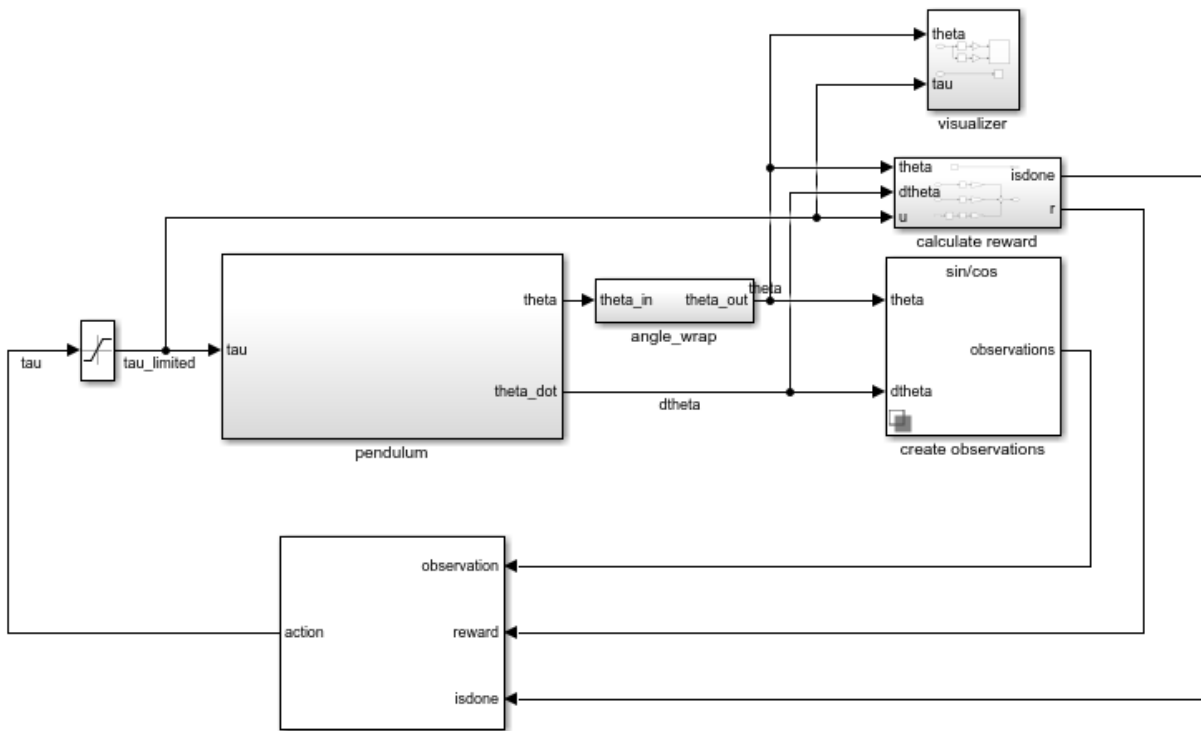 theta
tau
visualizer
theta
isdone
dtheta
r
u
calculate reward
sin/cos
theta
theta_in
theta_out
theta
theta
angle_wrap
tau
tau_limited
tau
observations
theta_dot
dtheta
dtheta
pendulum
create observations
observation
action
reward
isdone